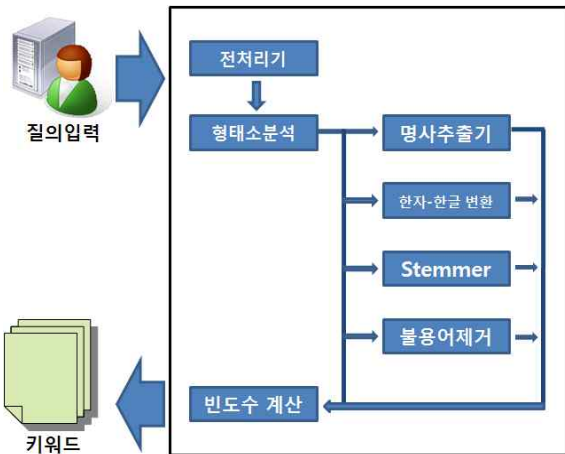 전처리기
질의입력
형태소분석
명사추출기
한자-한글 변환
Stemmer
불용어제거
빈도수 계산
키워드